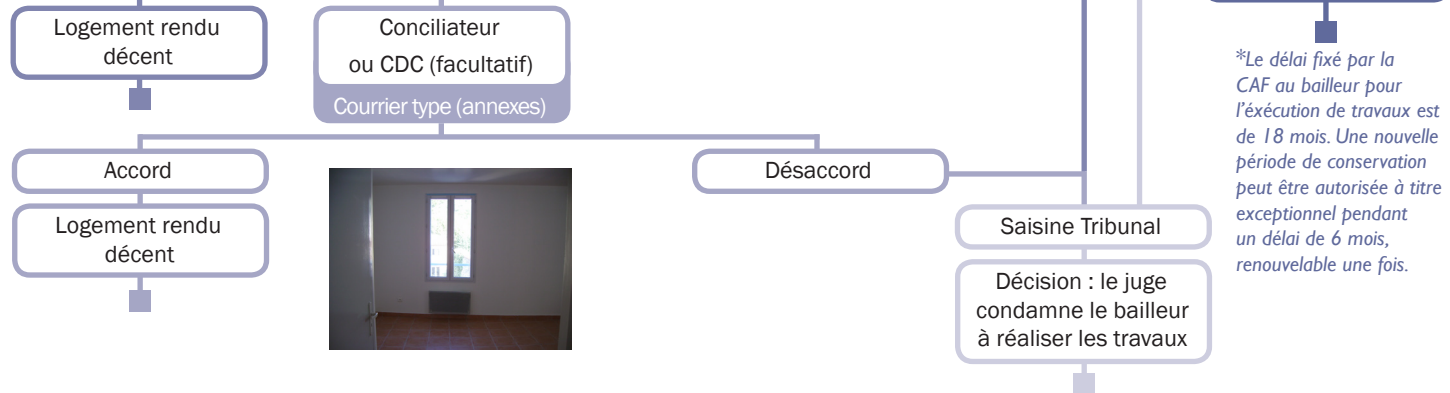 Logement rendu
décent
Conciliateur
ou CDC (facultatif)
Courrier type (annexes)
Accord
Logement rendu
décent
Désaccord
Saisine Tribunal
Décision : le juge
condamne le bailleur
à réaliser les travaux
*Le délai fixé par la
CAF au bailleur pour
l'éxécution de travaux est
de 18 mois. Une nouvelle
période de conservation
peut être autorisée à titre
exceptionnel pendant
un délai de 6 mois,
renouvelable une fois.